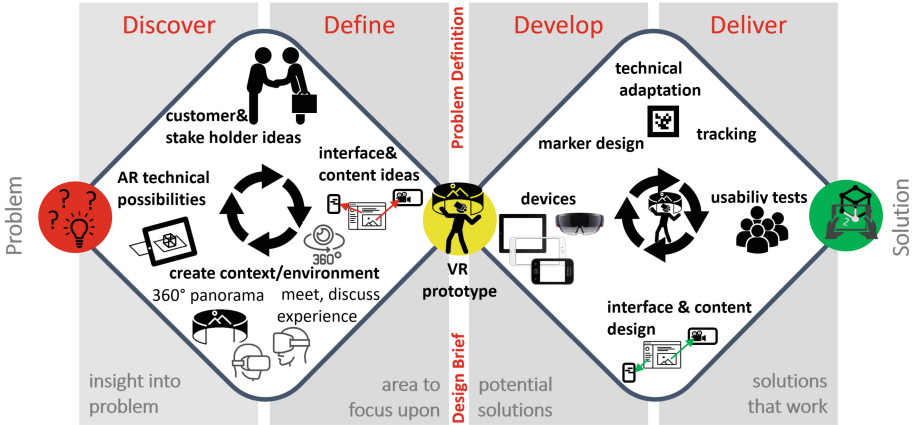 Discover
Define
Develop
Deliver
Problem
customer&
stake holder ideas
interface&
content ideas
AR technical
possibilities
360°
create context/environment
360° panorama
meet, discuss
experience
insight into
problem
area to
focus upon
Problem Definition
VR
prototype
Design Brief
technical
adaptation
marker design
tracking
devices
usabiliv tests
interface & content
design
potential
solutions
solutions
that work
Solution